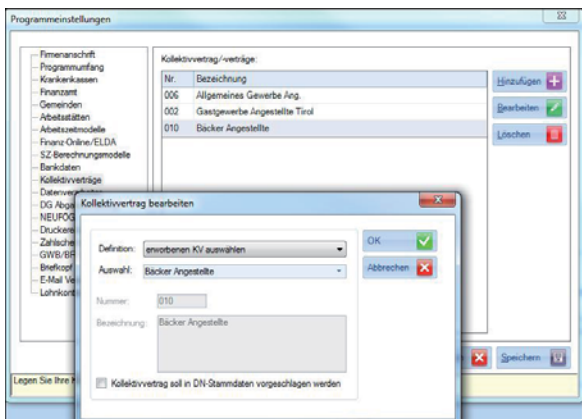 Programmeinstellungen
Firmenanschrift
Programmumfang
Krankenkassen
Finanzamt
Gemeinden
Arbeitsstätten
Arbeitszeitmodelle
Finanz-Online/ELDA
SZ-Berechnungsmodelle
Bankdaten
Kollektivverträge
DG Abga
NEUFÖG
Druckere
Zahlsche
GWB/BF
Briefkopf
E-Mail Ve
Lohnkont
Kollektivvertrag/-verträge:
Nr. Bezeichnung
006 Allgemeines Gewerbe Ang.
002 Gastgewerbe Angestellte Tirol
010 Bäcker Angestellte
Hinzufügen
Bearbeiten
Löschen
Kollektivvertrag bearbeiten
Definition: erworbenen KV auswählen
Auswahl: Bäcker Angestellte
Nummer: 010
Bezeichnung: Bäcker Angestellte
Kollektivvertrag soll in DN-Stammdaten vorgeschlagen werden
OK
Abbrechen
Speichern
Legen Sie Ihre